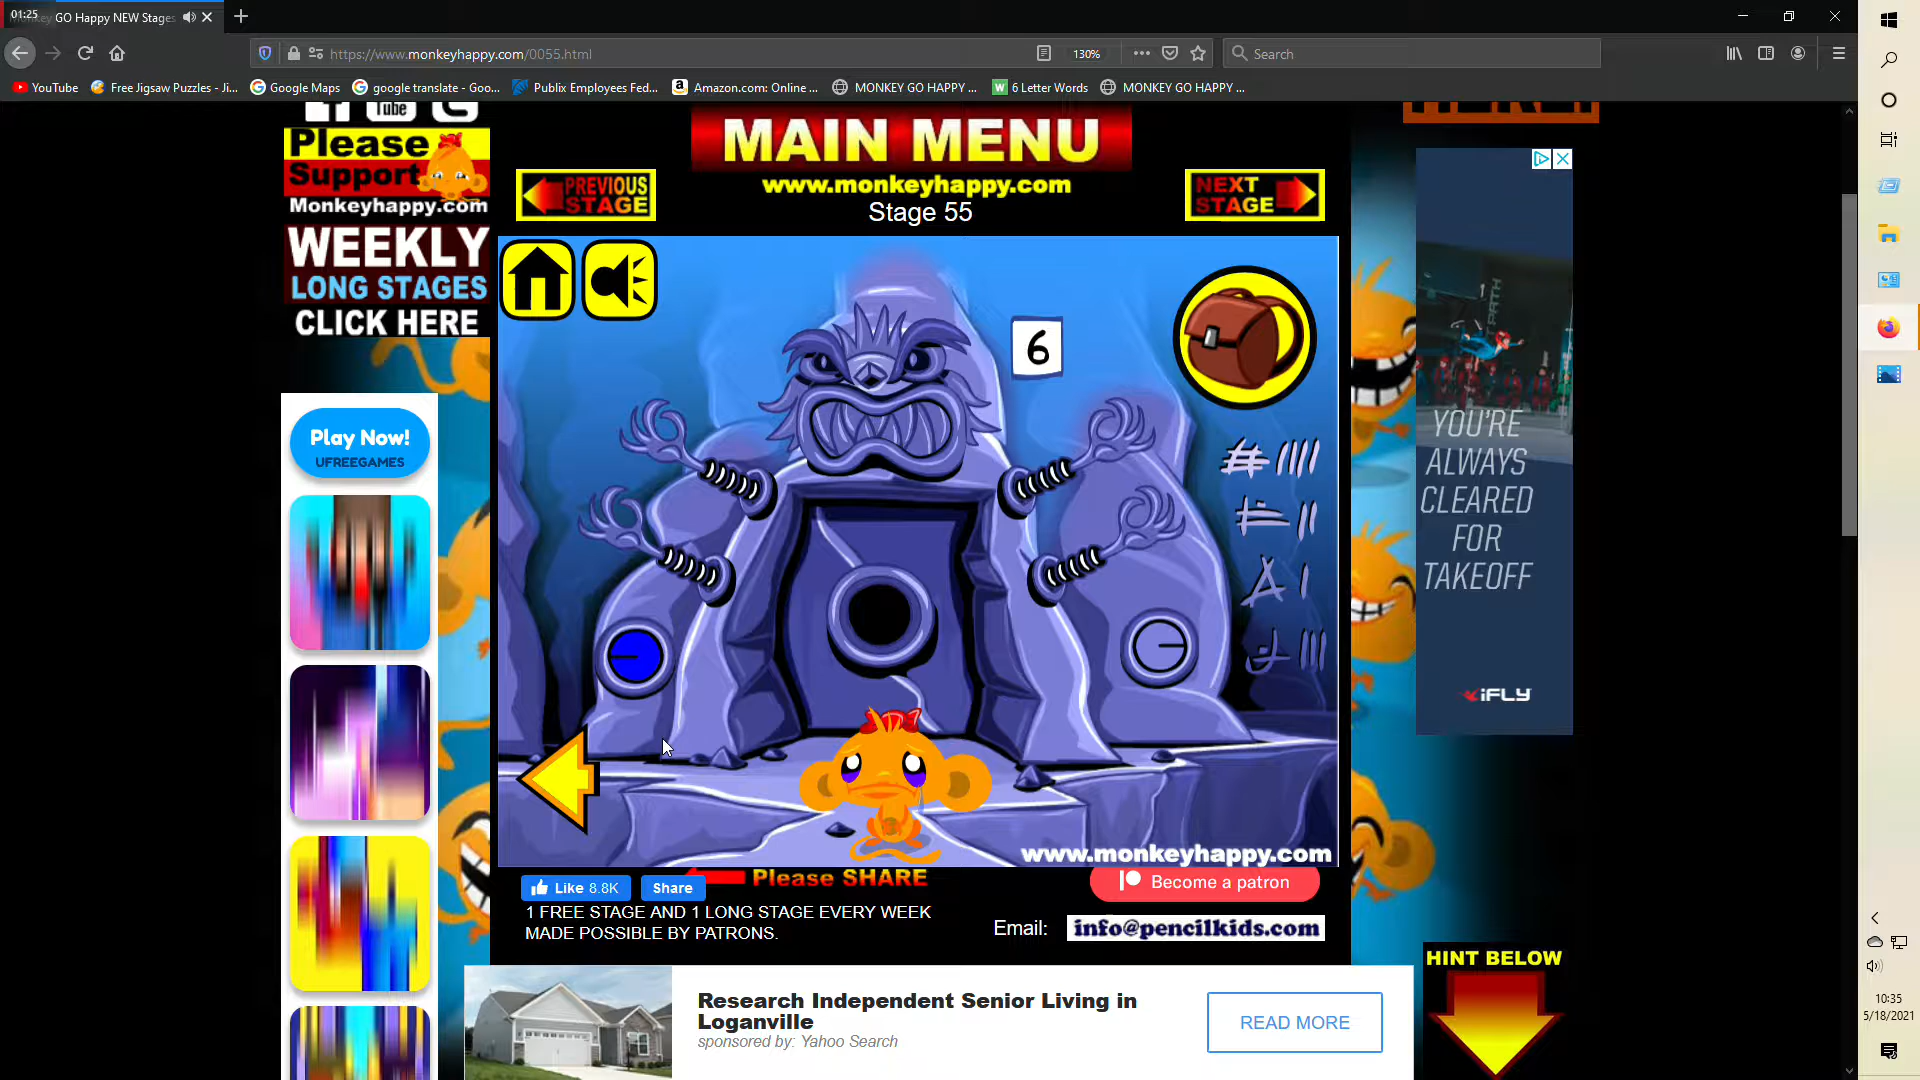 01:25
Monkey GO Happy NEW Stages
https://www.monkeyhappy.com/0055.html
130%
Search
YouTube
Free Jigsaw Puzzles - Ji...
Google Maps
google translate - Goo...
Publix Employees Fed...
Amazon.com: Online ...
MONKEY GO HAPPY ...
6 Letter Words
MONKEY GO HAPPY ...
Tube
Please
Support
Monkeyhappy.com
WEEKLY
LONG STAGES
CLICK HERE
MAIN MENU
www.monkeyhappy.com
Stage 55
PREVIOUS
STAGE
NEXT
STAGE
6
Play Now!
UFREEGAMES
YOU'RE
ALWAYS
CLEARED
FOR
TAKEOFF
iFLY
www.monkeyhappy.com
Like 8.8K
Share
Please SHARE
Become a patron
1 FREE STAGE AND 1 LONG STAGE EVERY WEEK
MADE POSSIBLE BY PATRONS.
Email:
info@pencilkids.com
HINT BELOW
Research Independent Senior Living in
Loganville
sponsored by: Yahoo Search
READ MORE
10:35
5/18/2021